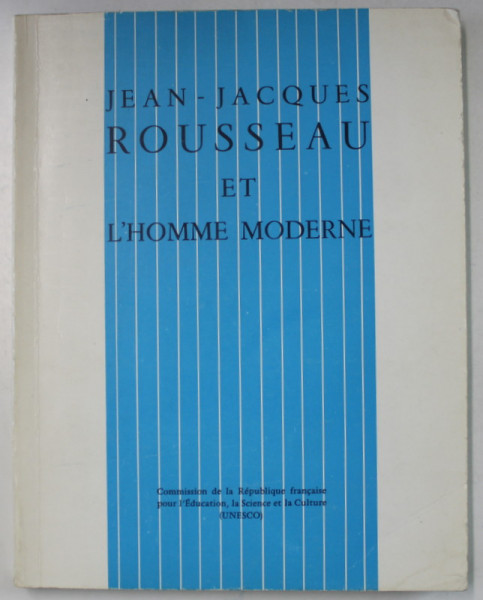 JEAN-JACQUES
ROUSSEAU
ET
L'HOMME MODERNE
Commission de la République française
pour l'Éducation, la Science et la Culture
(UNESCO)